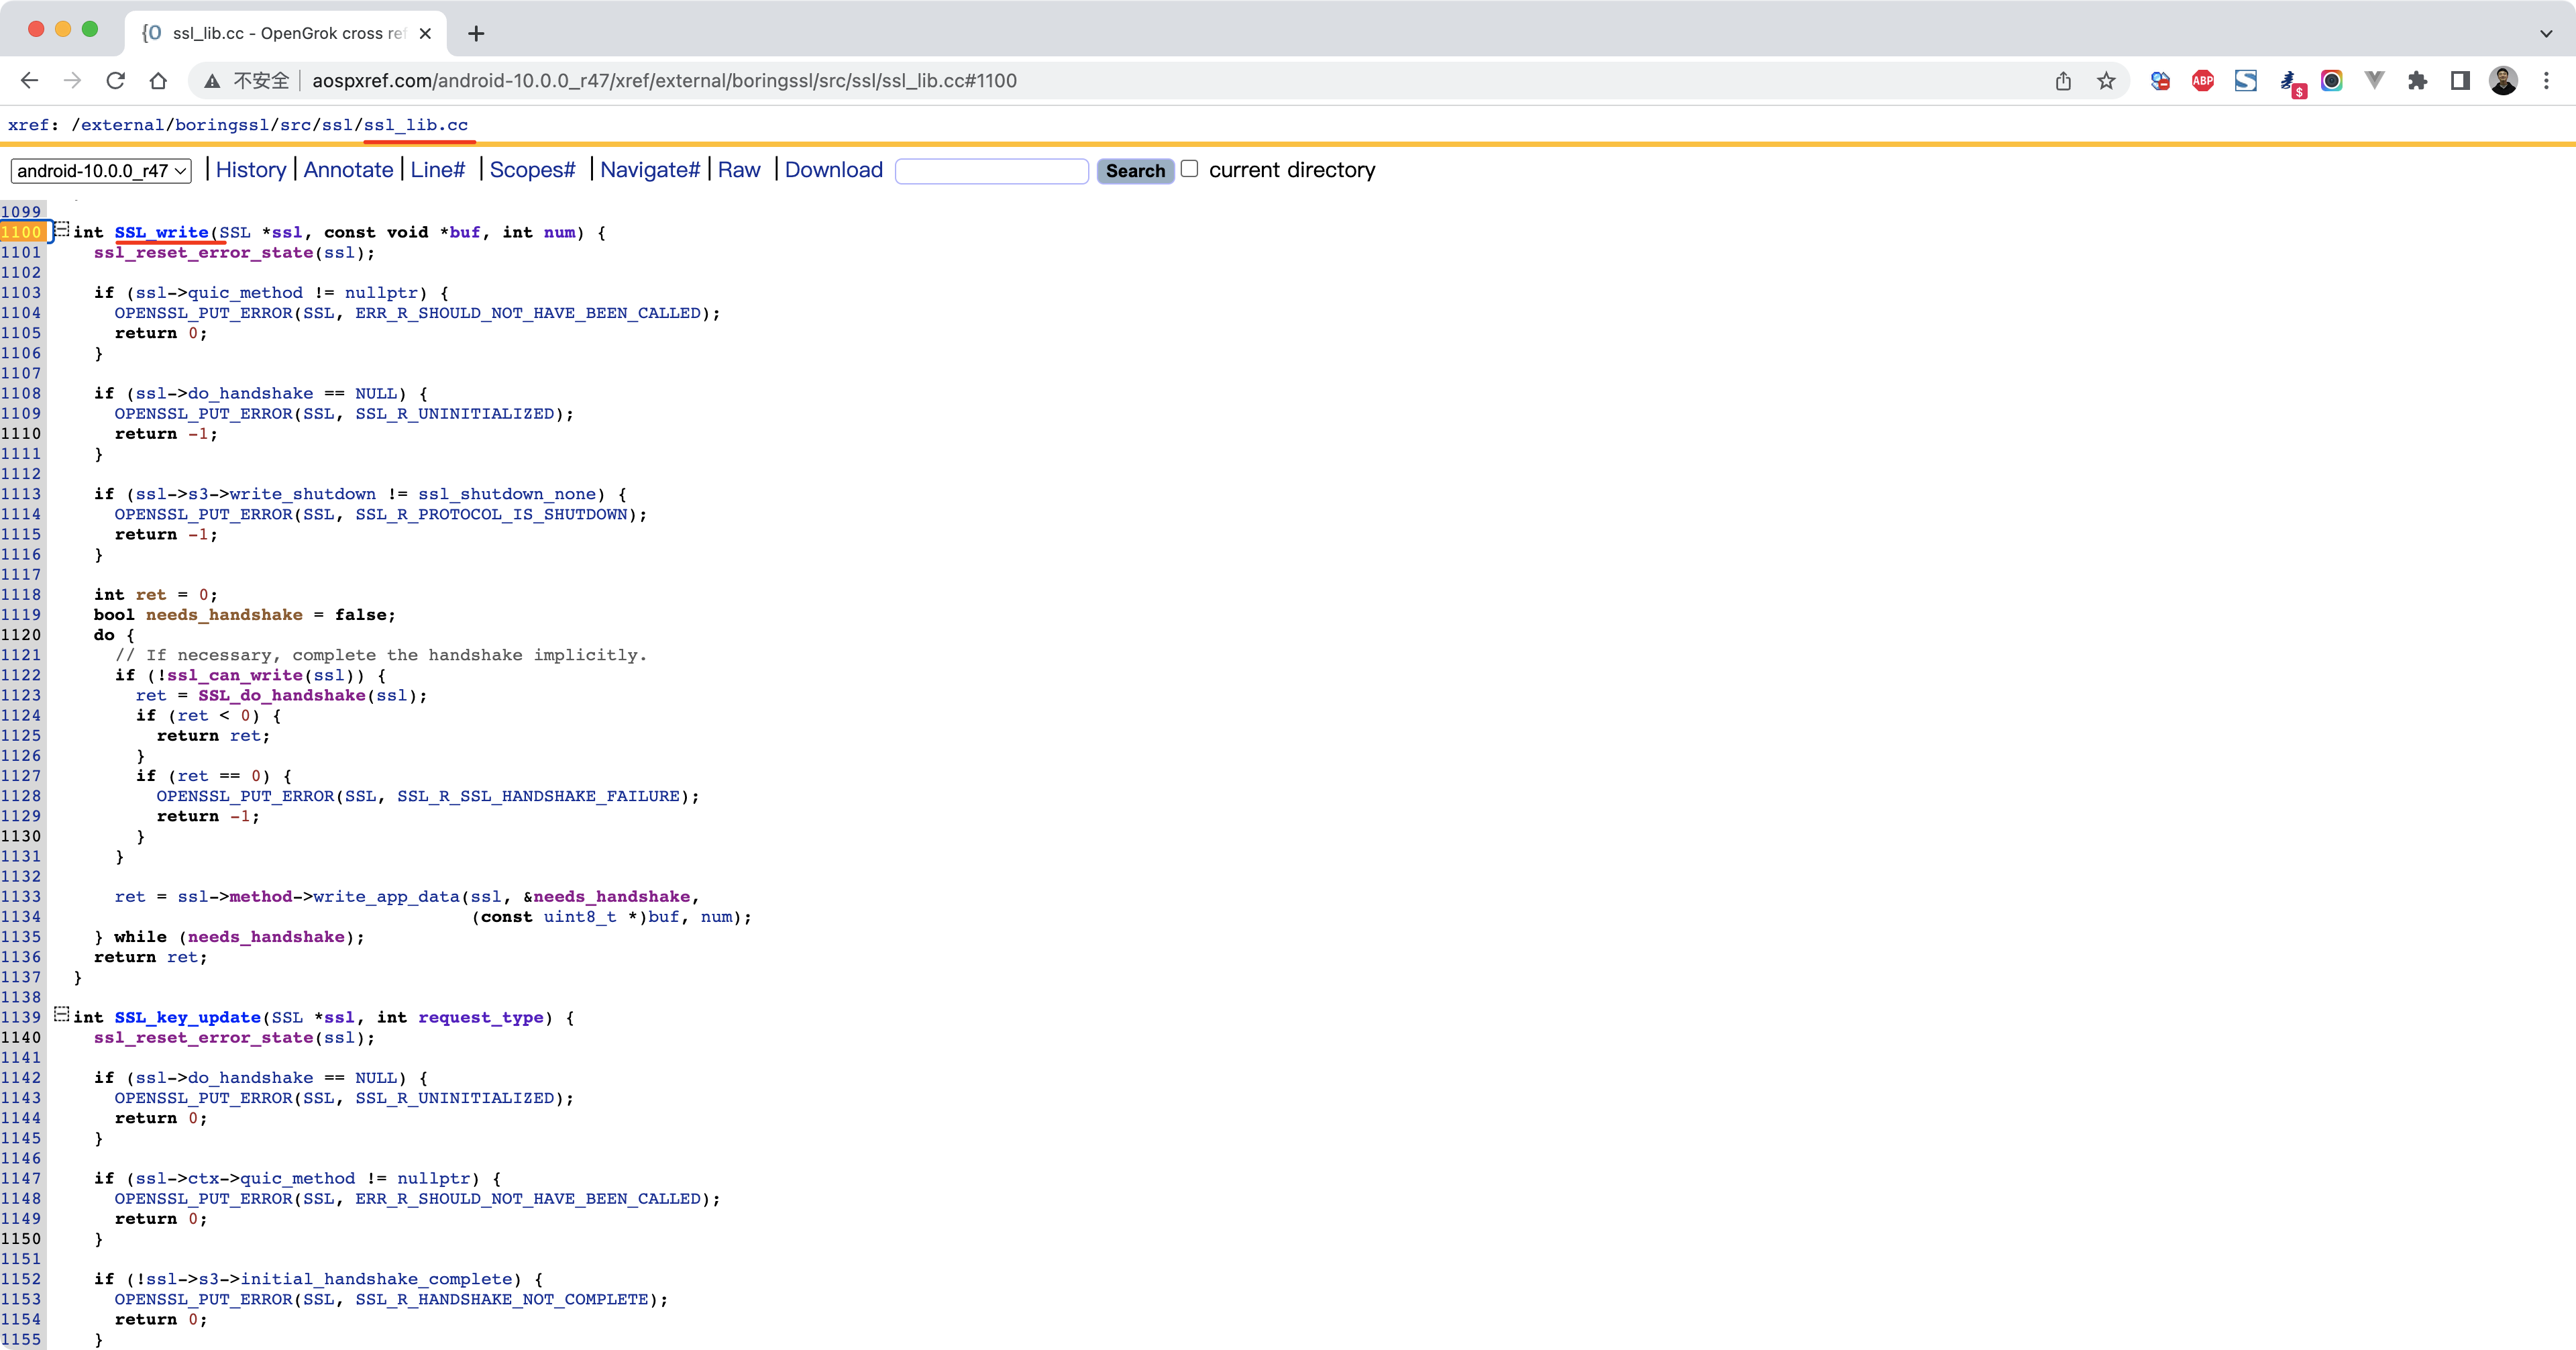 {O ssl_lib.cc - OpenGrok cross ref
不安全 aospxref.com/android-10.0.0_r47/xref/external/boringssl/src/ssl/ssl_lib.cc#1100
ABP
$
xref: /external/boringssl/src/ssl/ssl_lib.cc
android-10.0.0_r47 | History | Annotate | Line# | Scopes# | Navigate# | Raw | Download Search current directory
1099
1100 int SSL_write(SSL *ssl, const void *buf, int num) {
1101 ssl_reset_error_state(ssl);
1102
1103 if (ssl->quic_method != nullptr) {
1104 OPENSSL_PUT_ERROR(SSL, ERR_R_SHOULD_NOT_HAVE_BEEN_CALLED);
1105 return 0;
1106 }
1107
1108 if (ssl->do_handshake == NULL) {
1109 OPENSSL_PUT_ERROR(SSL, SSL_R_UNINITIALIZED);
1110 return -1;
1111 }
1112
1113 if (ssl->s3->write_shutdown != ssl_shutdown_none) {
1114 OPENSSL_PUT_ERROR(SSL, SSL_R_PROTOCOL_IS_SHUTDOWN);
1115 return -1;
1116 }
1117
1118 int ret = 0;
1119 bool needs_handshake = false;
1120 do {
1121 // If necessary, complete the handshake implicitly.
1122 if (!ssl_can_write(ssl)) {
1123 ret = SSL_do_handshake(ssl);
1124 if (ret < 0) {
1125 return ret;
1126 }
1127 if (ret == 0) {
1128 OPENSSL_PUT_ERROR(SSL, SSL_R_SSL_HANDSHAKE_FAILURE);
1129 return -1;
1130 }
1131 }
1132
1133 ret = ssl->method->write_app_data(ssl, &needs_handshake,
1134 (const uint8_t *)buf, num);
1135 } while (needs_handshake);
1136 return ret;
1137 }
1138
1139 int SSL_key_update(SSL *ssl, int request_type) {
1140 ssl_reset_error_state(ssl);
1141
1142 if (ssl->do_handshake == NULL) {
1143 OPENSSL_PUT_ERROR(SSL, SSL_R_UNINITIALIZED);
1144 return 0;
1145 }
1146
1147 if (ssl->ctx->quic_method != nullptr) {
1148 OPENSSL_PUT_ERROR(SSL, ERR_R_SHOULD_NOT_HAVE_BEEN_CALLED);
1149 return 0;
1150 }
1151
1152 if (!ssl->s3->initial_handshake_complete) {
1153 OPENSSL_PUT_ERROR(SSL, SSL_R_HANDSHAKE_NOT_COMPLETE);
1154 return 0;
1155 }